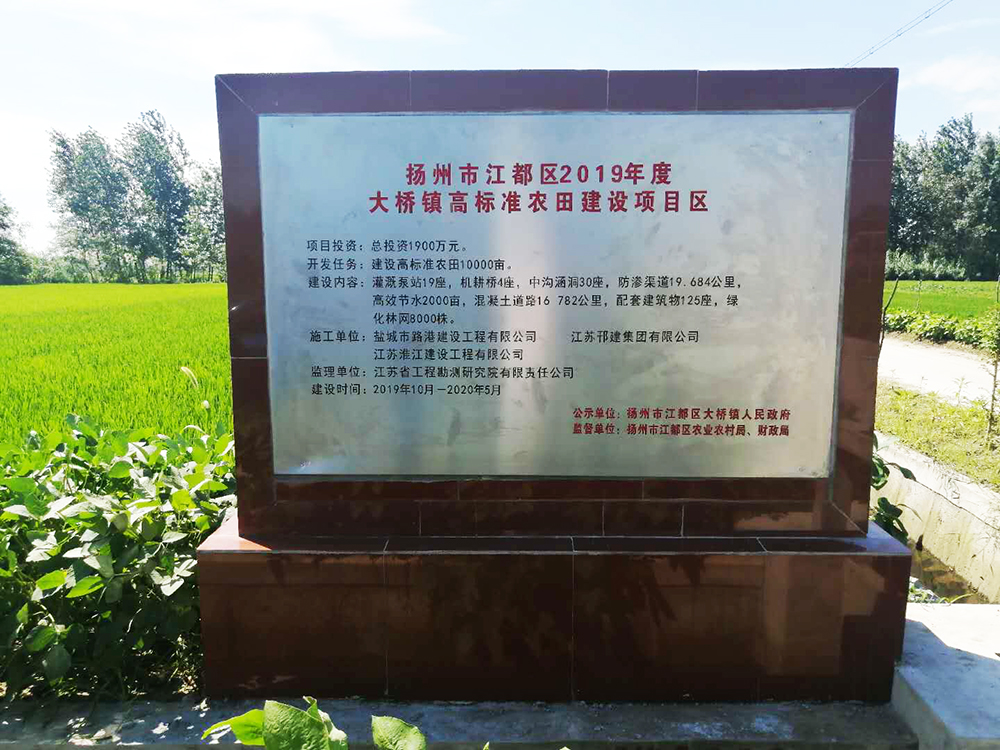 扬州市江都区2019年度
大桥镇高标准农田建设项目区
项目投资：总投资1900万元。
开发任务：建设高标准农田10000亩。
建设内容：灌溉泵站19座，机耕桥4座、中沟涵洞30座，防渗渠道19.684公里，
高效节水2000亩，混凝土道路16 782公里，配套建筑物125座，绿
化林网8000株。
施工单位：盐城市路港建设工程有限公司 江苏邗建集团有限公司
江苏淮江建设工程有限公司
监理单位：江苏省工程勘测研究院有限责任公司
建设时间：2019年10月—2020年5月
公示单位：扬州市江都区大桥镇人民政府
监督单位：扬州市江都区农业农村局、财政局